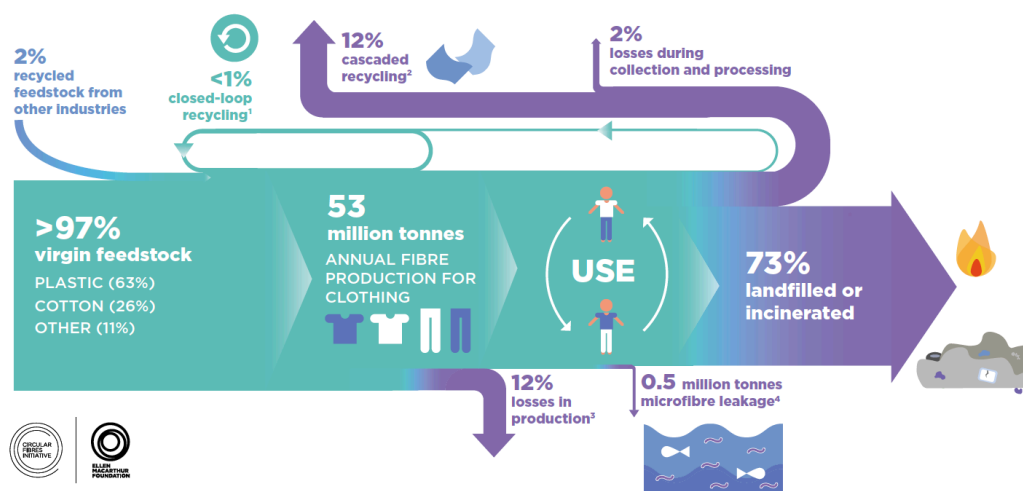 2%
recycled
feedstock from
other industries
<1%
closed-loop
recycling¹
12%
cascaded
recycling²
2%
losses during
collection and processing
>97%
virgin feedstock
PLASTIC (63%)
COTTON (26%)
OTHER (11%)
53
million tonnes
ANNUAL FIBRE
PRODUCTION FOR
CLOTHING
USE
73%
landfilled or
incinerated
12%
losses in
production³
0.5 million tonnes
microfibre leakage⁴
CIRCULAR
FIBRES
INITIATIVE
ELLEN
MACARTHUR
FOUNDATION